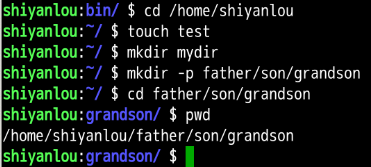 shiyanlou:bin/ $ cd /home/shiyanlou
shiyanlou:~/ $ touch test
shiyanlou:~/ $ mkdir mydir
shiyanlou:~/ $ mkdir -p father/son/grandson
shiyanlou:~/ $ cd father/son/grandson
shiyanlou:grandson/ $ pwd
/home/shiyanlou/father/son/grandson
shiyanlou:grandson/ $